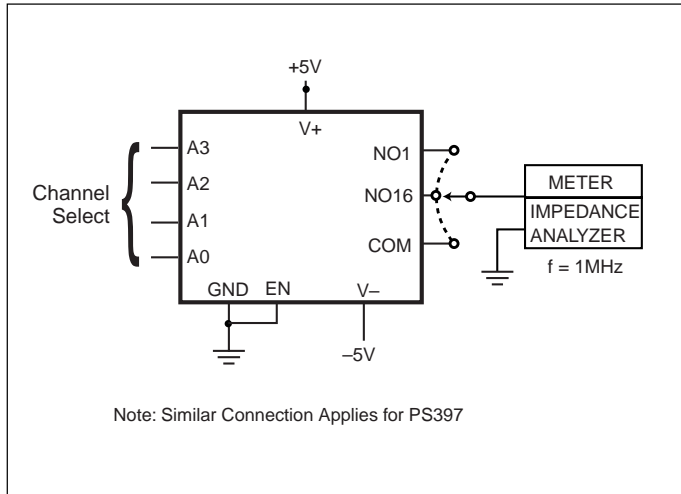 +5V
V+
A3
A2
A1
A0
Channel
Select
NO1
NO16
COM
METER
IMPEDANCE
ANALYZER
f = 1MHz
GND EN V–
–5V
Note: Similar Connection Applies for PS397